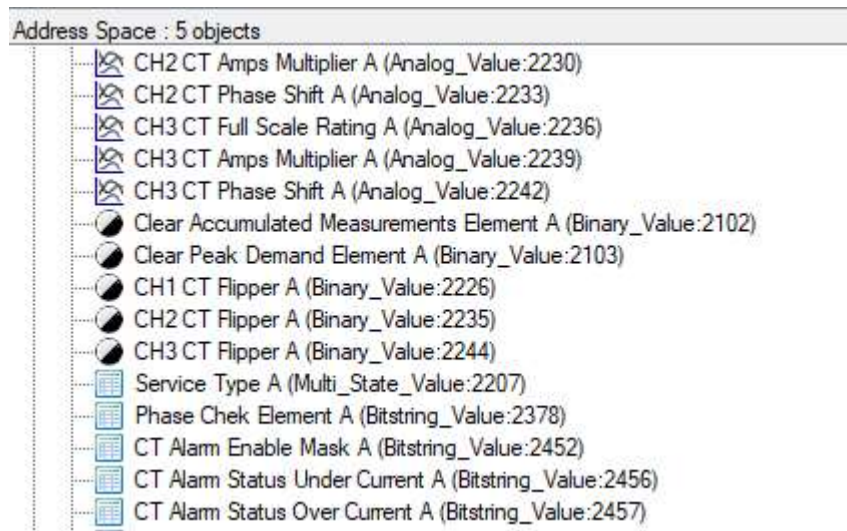 Address Space : 5 objects
CH2 CT Amps Multiplier A (Analog_Value:2230)
CH2 CT Phase Shift A (Analog_Value:2233)
CH3 CT Full Scale Rating A (Analog_Value:2236)
CH3 CT Amps Multiplier A (Analog_Value:2239)
CH3 CT Phase Shift A (Analog_Value:2242)
Clear Accumulated Measurements Element A (Binary_Value:2102)
Clear Peak Demand Element A (Binary_Value:2103)
CH1 CT Flipper A (Binary_Value:2226)
CH2 CT Flipper A (Binary_Value:2235)
CH3 CT Flipper A (Binary_Value:2244)
Service Type A (Multi_State_Value:2207)
Phase Chek Element A (Bitstring_Value:2378)
CT Alarm Enable Mask A (Bitstring_Value:2452)
CT Alarm Status Under Current A (Bitstring_Value:2456)
CT Alarm Status Over Current A (Bitstring_Value:2457)